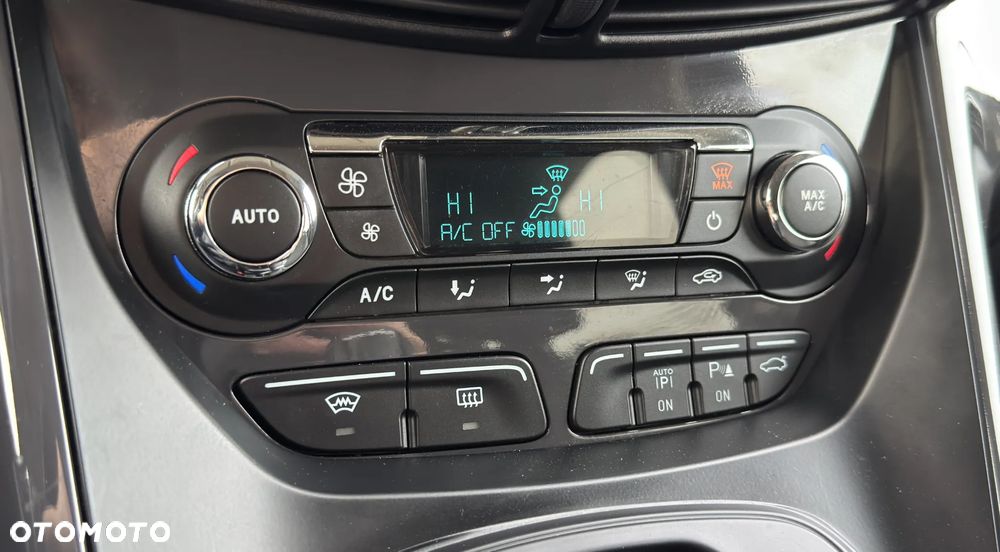 AUTO
HI HI
A/C OFF
MAX
MAX
A/C
A/C
AUTO
P
ON
P
ON
OTOMOTO